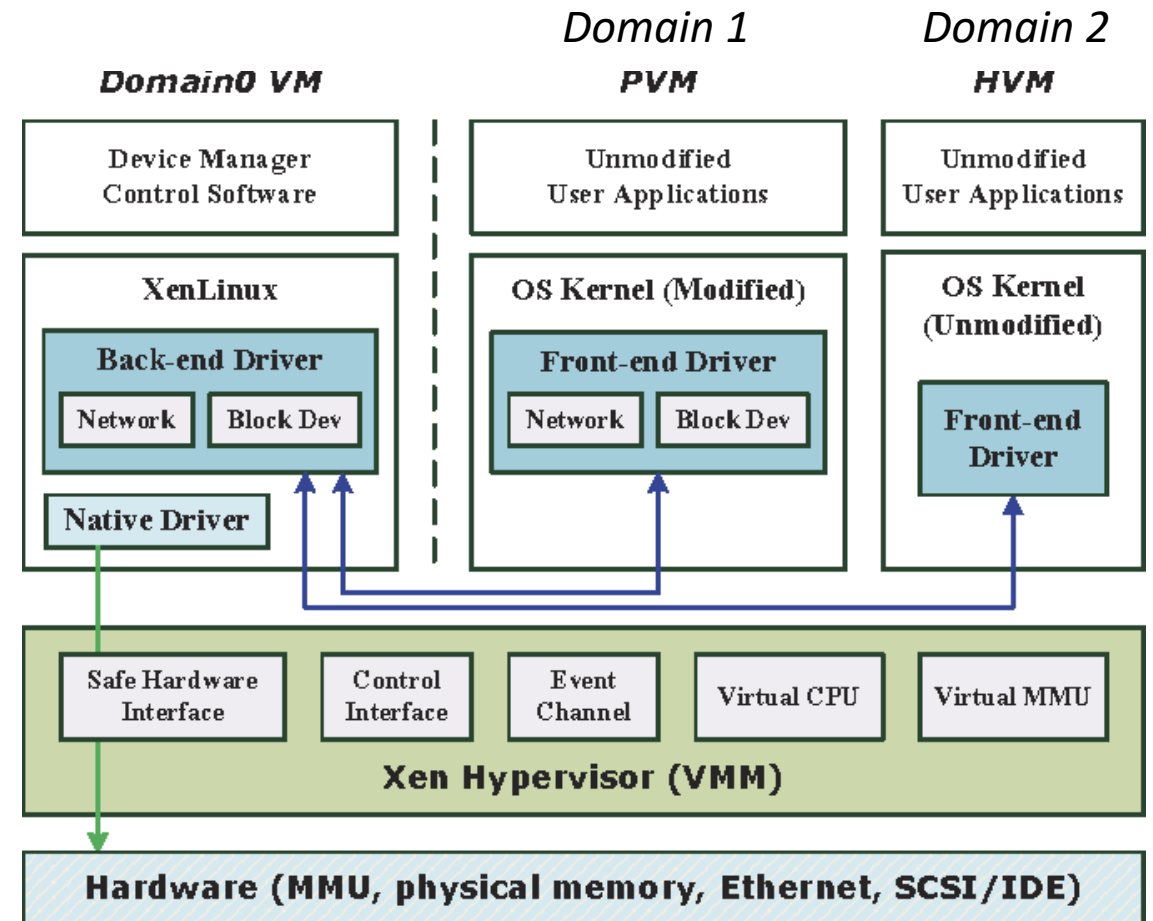 Domain 1
Domain 2
Domain0 VM
PVM
HVM
Device Manager
Control Software
Unmodified
User Applications
Unmodified
User Applications
XenLinux
Back-end Driver
Network
Block Dev
Native Driver
OS Kernel (Modified)
Front-end Driver
Network
Block Dev
OS Kernel
(Unmodified)
Front-end
Driver
Safe Hardware
Interface
Control
Interface
Event
Channel
Virtual CPU
Virtual MMU
Xen Hypervisor (VMM)
Hardware (MMU, physical memory, Ethernet, SCSI/IDE)